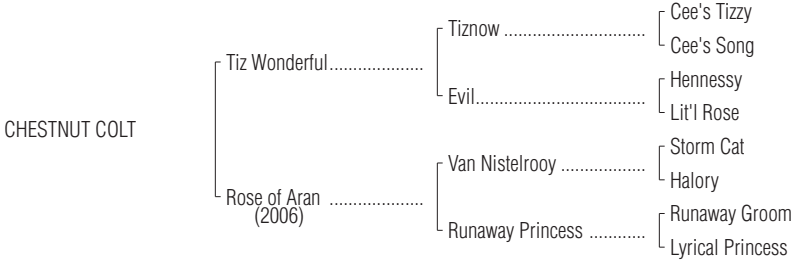 Cee's Tizzy
Tiznow ..............................
Cee's Song
Tiz Wonderful....................
Hennessy
Evil....................................
Lit'l Rose
CHESTNUT COLT
Storm Cat
Van Nistelrooy ..................
Halory
Rose of Aran ....................
(2006)
Runaway Groom
Runaway Princess ............
Lyrical Princess